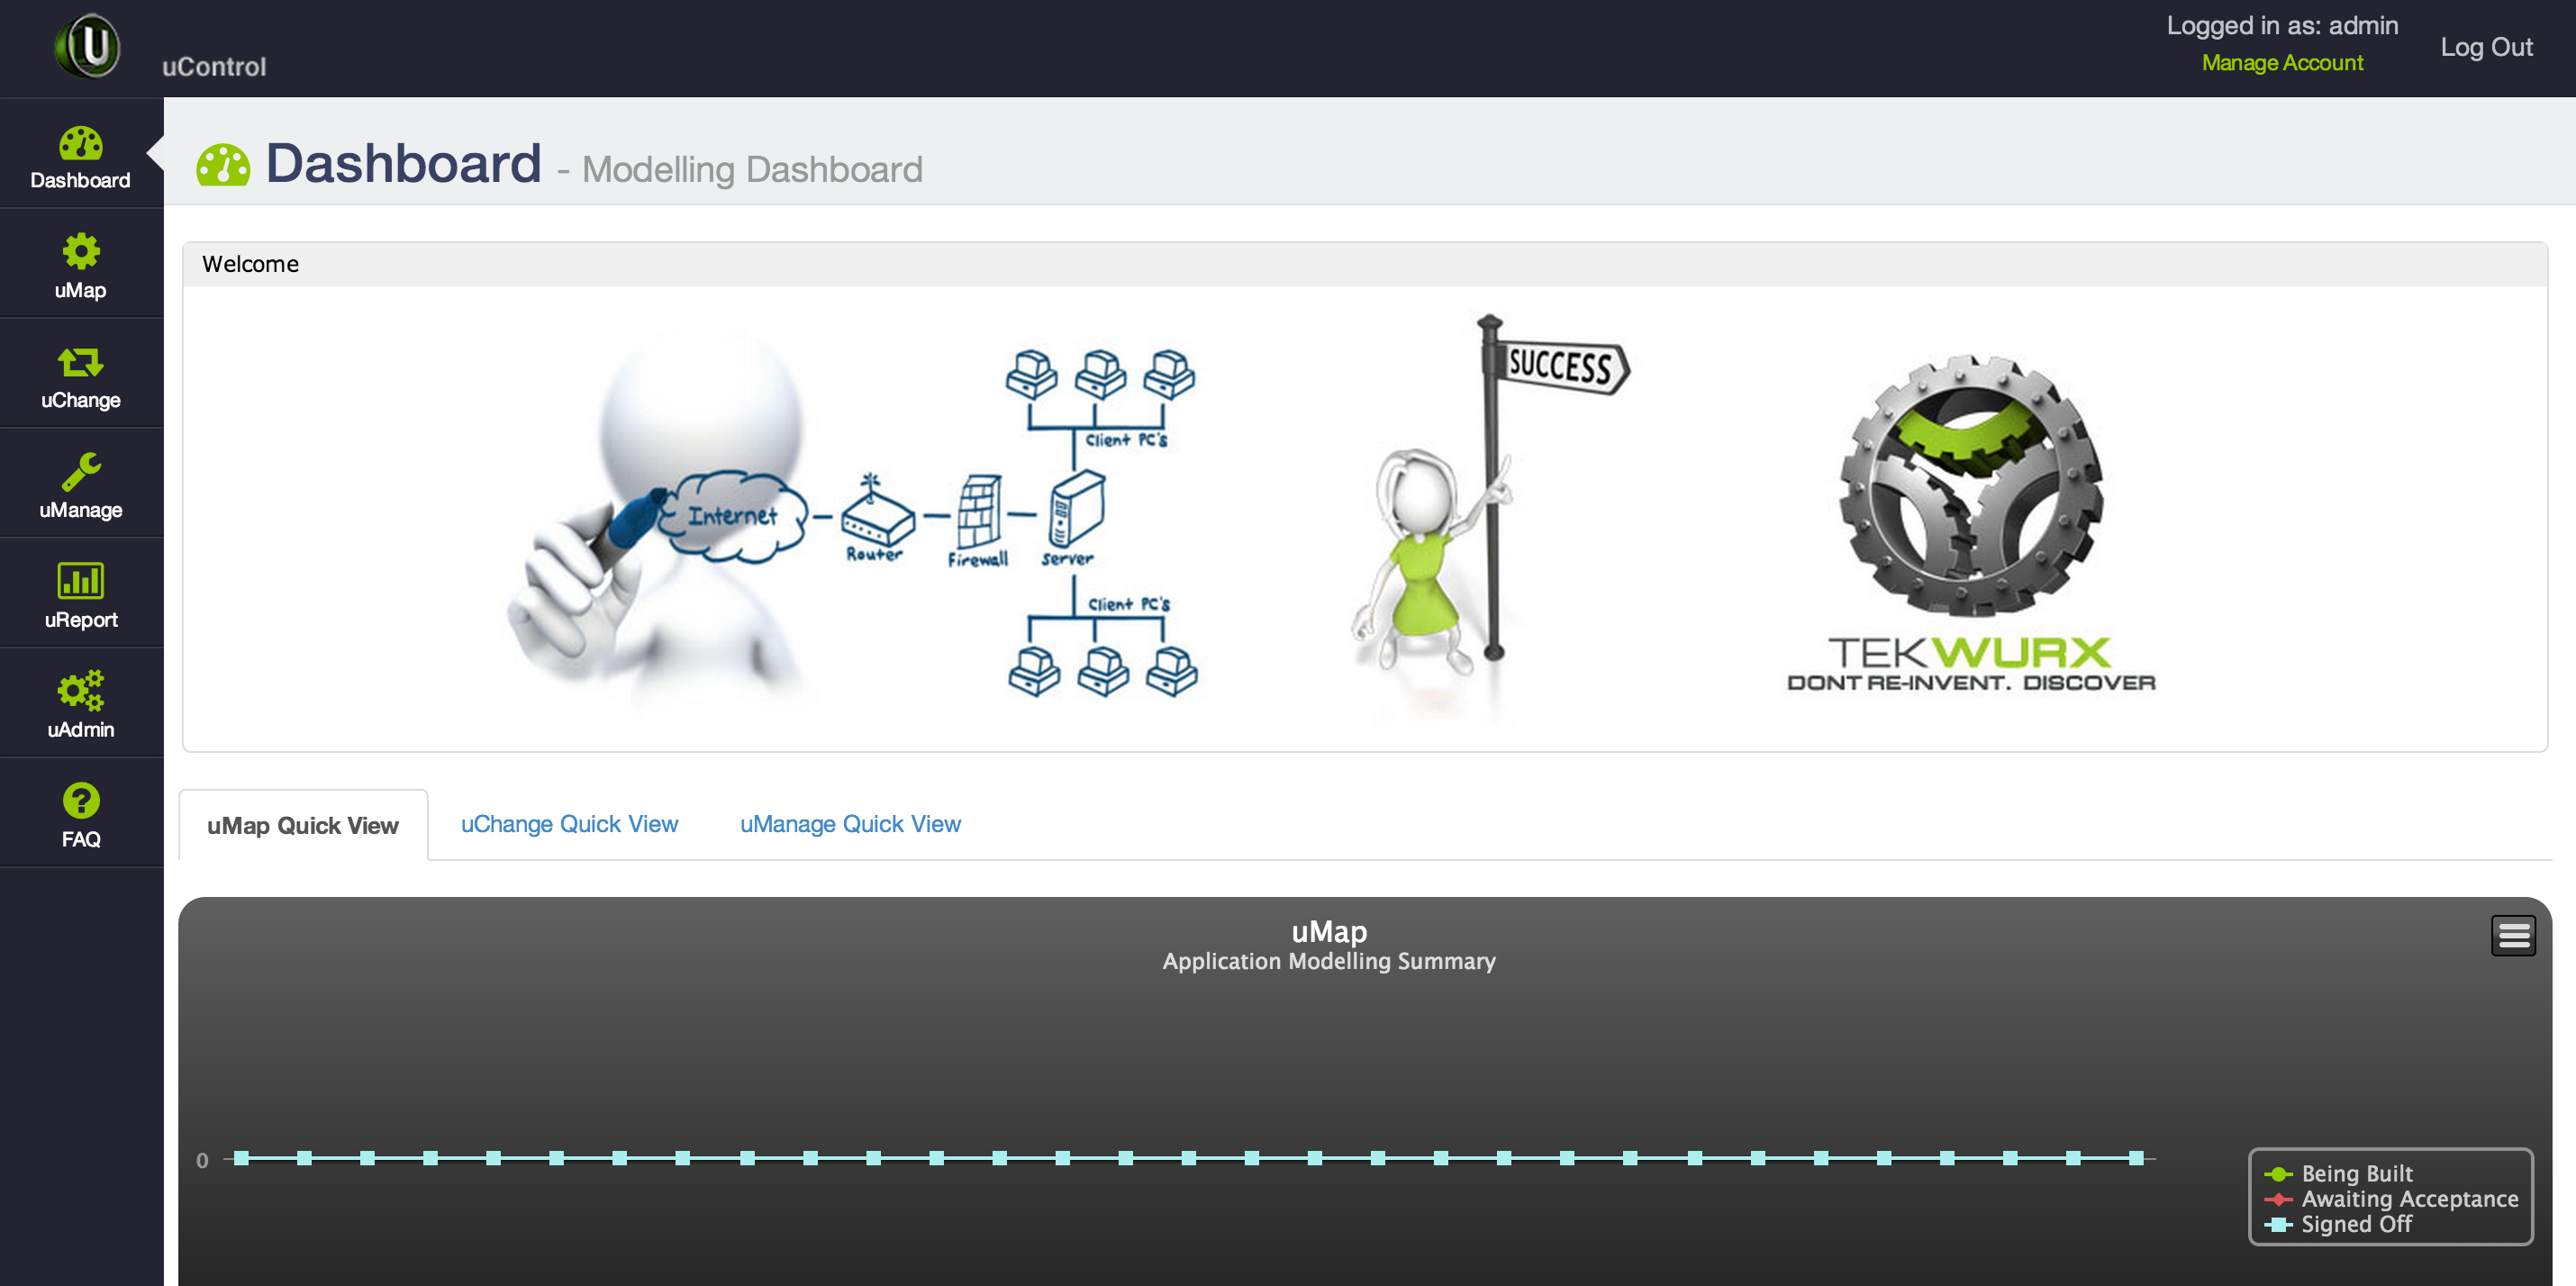 U
uControl
Logged in as: admin
Manage Account
Log Out
Dashboard
uMap
uChange
uManage
uReport
uAdmin
FAQ
Dashboard - Modelling Dashboard
Welcome
Client PC's
Internet
Router
Firewall
Server
Client PC's
SUCCESS
TEKWURX
DONT RE-INVENT. DISCOVER
uMap Quick View
uChange Quick View
uManage Quick View
uMap
Application Modelling Summary
0
Being Built
Awaiting Acceptance
Signed Off